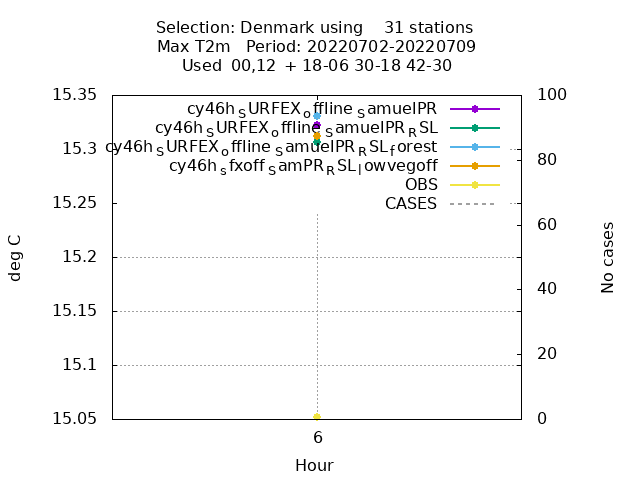 Selection: Denmark using    31 stations
Max T2m   Period: 20220702-20220709
Used  00,12  + 18-06 30-18 42-30
15.35
100
cy46h_SURFEX_offline_SamuelPR
cy46h_SURFEX_offline_SamuelPR_RSL
15.3
cy46h_SURFEX_offline_SamuelPR_RSL_forest
80
cy46h_sfxoff_SamPR_RSL_lowvegoff
OBS
15.25
CASES
60
deg C
15.2
No cases
40
15.15
15.1
20
15.05
0
6
Hour